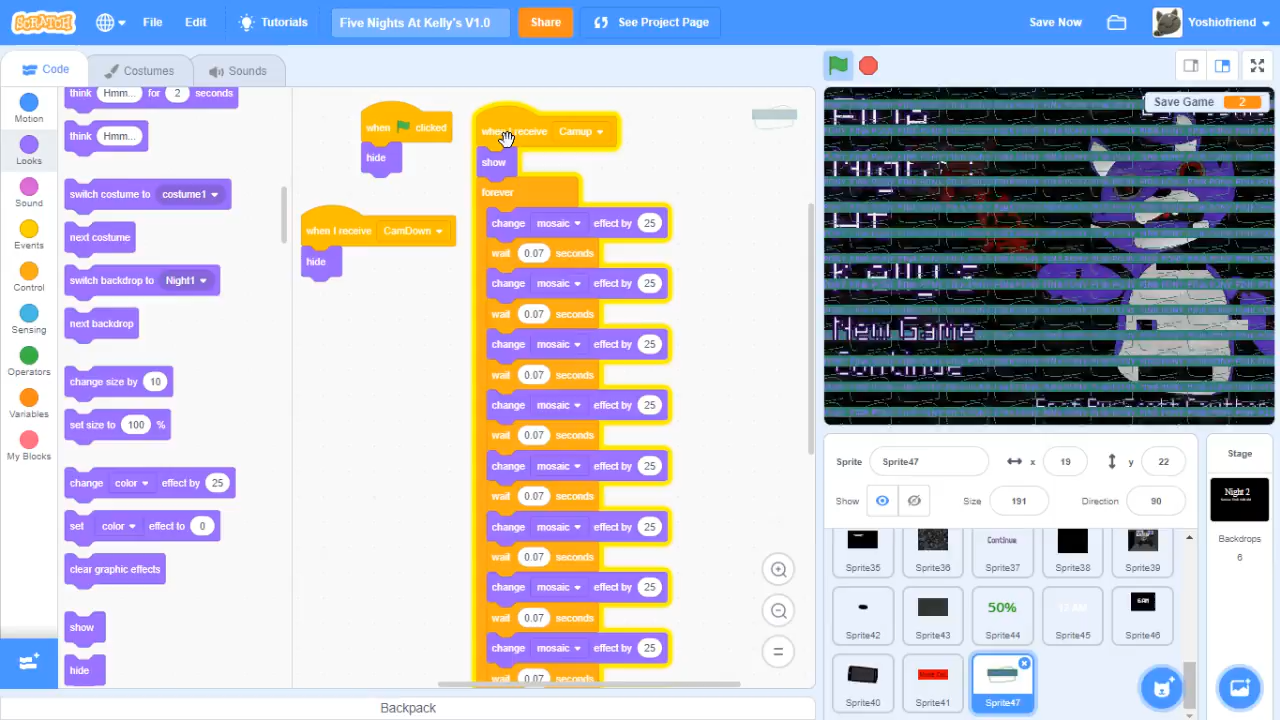 SCRATCH
File
Edit
Tutorials
Five Nights At Kelly's V1.0
Share
See Project Page
Save Now
Yoshiofriend
Code
Costumes
Sounds
Motion
Looks
Sound
Events
Control
Sensing
Operators
Variables
My Blocks
think Hmm... for 2 seconds
think Hmm...
switch costume to costume1
next costume
switch backdrop to Night1
next backdrop
change size by 10
set size to 100 %
change color effect by 25
set color effect to 0
clear graphic effects
show
hide
when clicked
hide
when I receive CamDown
hide
when I receive Camup
show
forever
change mosaic effect by 25
wait 0.07 seconds
change mosaic effect by 25
wait 0.07 seconds
change mosaic effect by 25
wait 0.07 seconds
change mosaic effect by 25
wait 0.07 seconds
change mosaic effect by 25
wait 0.07 seconds
change mosaic effect by 25
wait 0.07 seconds
change mosaic effect by 25
wait 0.07 seconds
change mosaic effect by 25
wait 0.07 seconds
Backpack
Save Game 2
New Game
Sprite Sprite47 x 19 y 22
Show Size 191 Direction 90
Continue
Sprite35 Sprite36 Sprite37 Sprite38 Sprite39
50% 12 AM 6 AM
Sprite42 Sprite43 Sprite44 Sprite45 Sprite46
Sprite40 Sprite41 Sprite47
Stage
Night 2
Backdrops
6